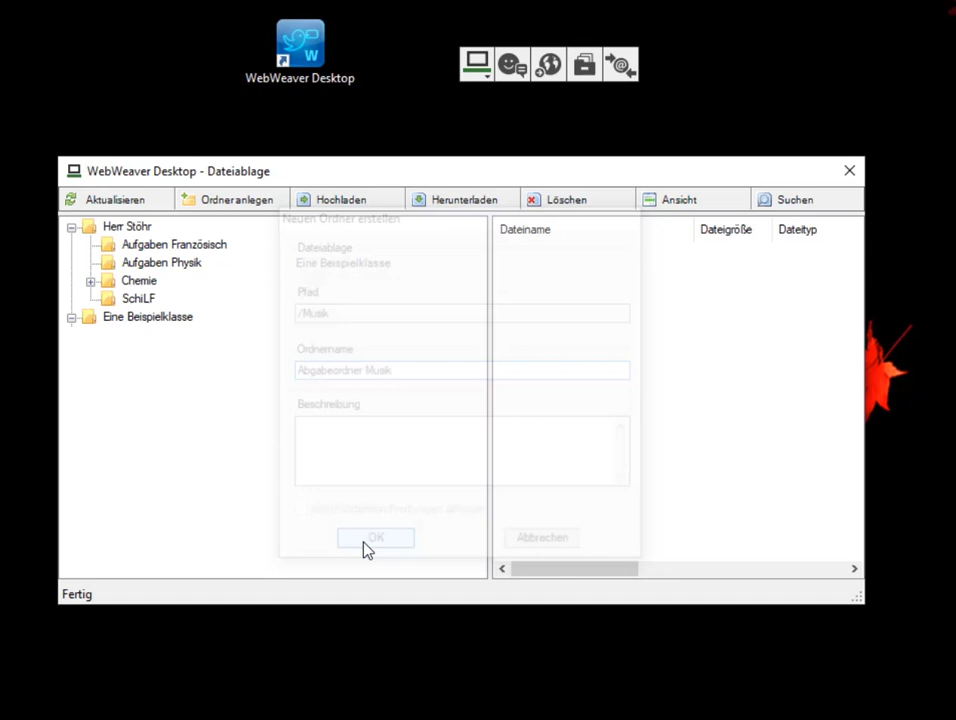 W
WebWeaver Desktop
WebWeaver Desktop - Dateiablage
Aktualisieren
Ordner anlegen
Hochladen
Herunterladen
Löschen
Ansicht
Suchen
Neuen Ordner erstellen
Herr Stöhr
Aufgaben Französisch
Aufgaben Physik
Chemie
SchiLF
Eine Beispielklasse
Dateiablage
Eine Beispielklasse
Pfad
/Musik
Ordnername
Abgabeordner Musik
Beschreibung
OK
Abbrechen
Dateiname
Dateigröße
Dateityp
Fertig